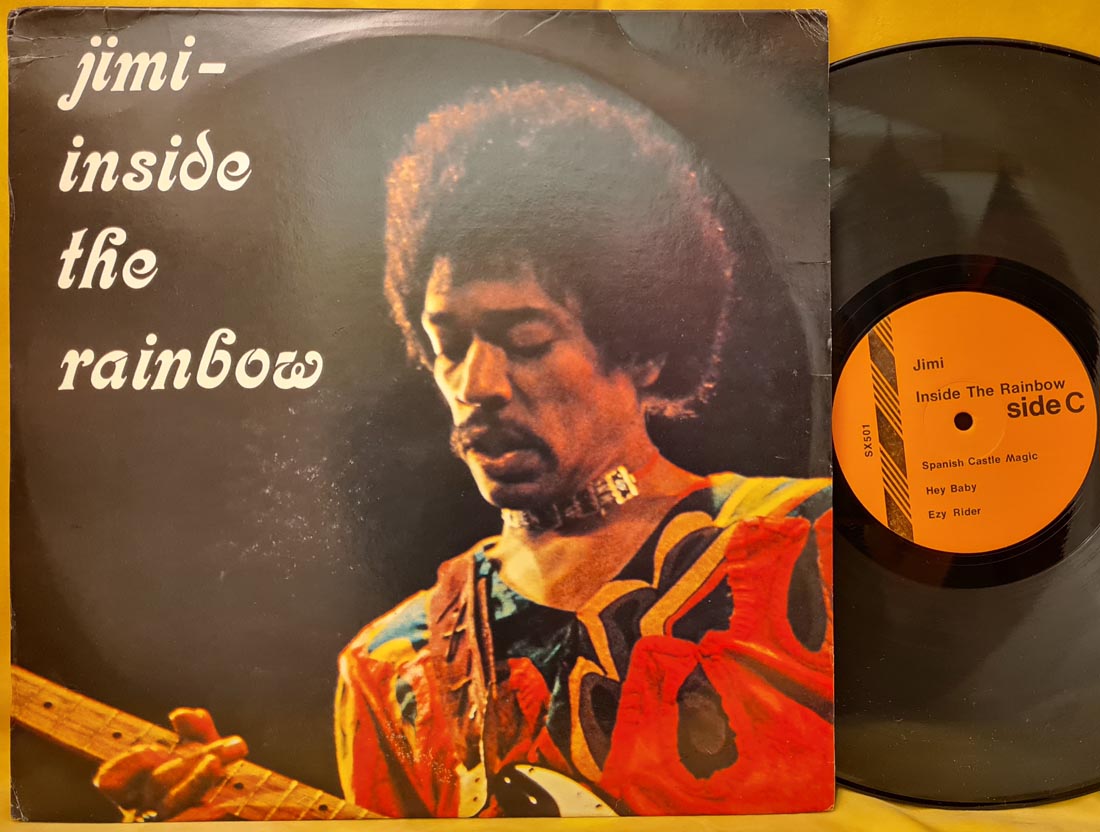 jimi-
inside
the
rainbow
Jimi
Inside The Rainbow
side C
SX501
Spanish Castle Magic
Hey Baby
Ezy Rider